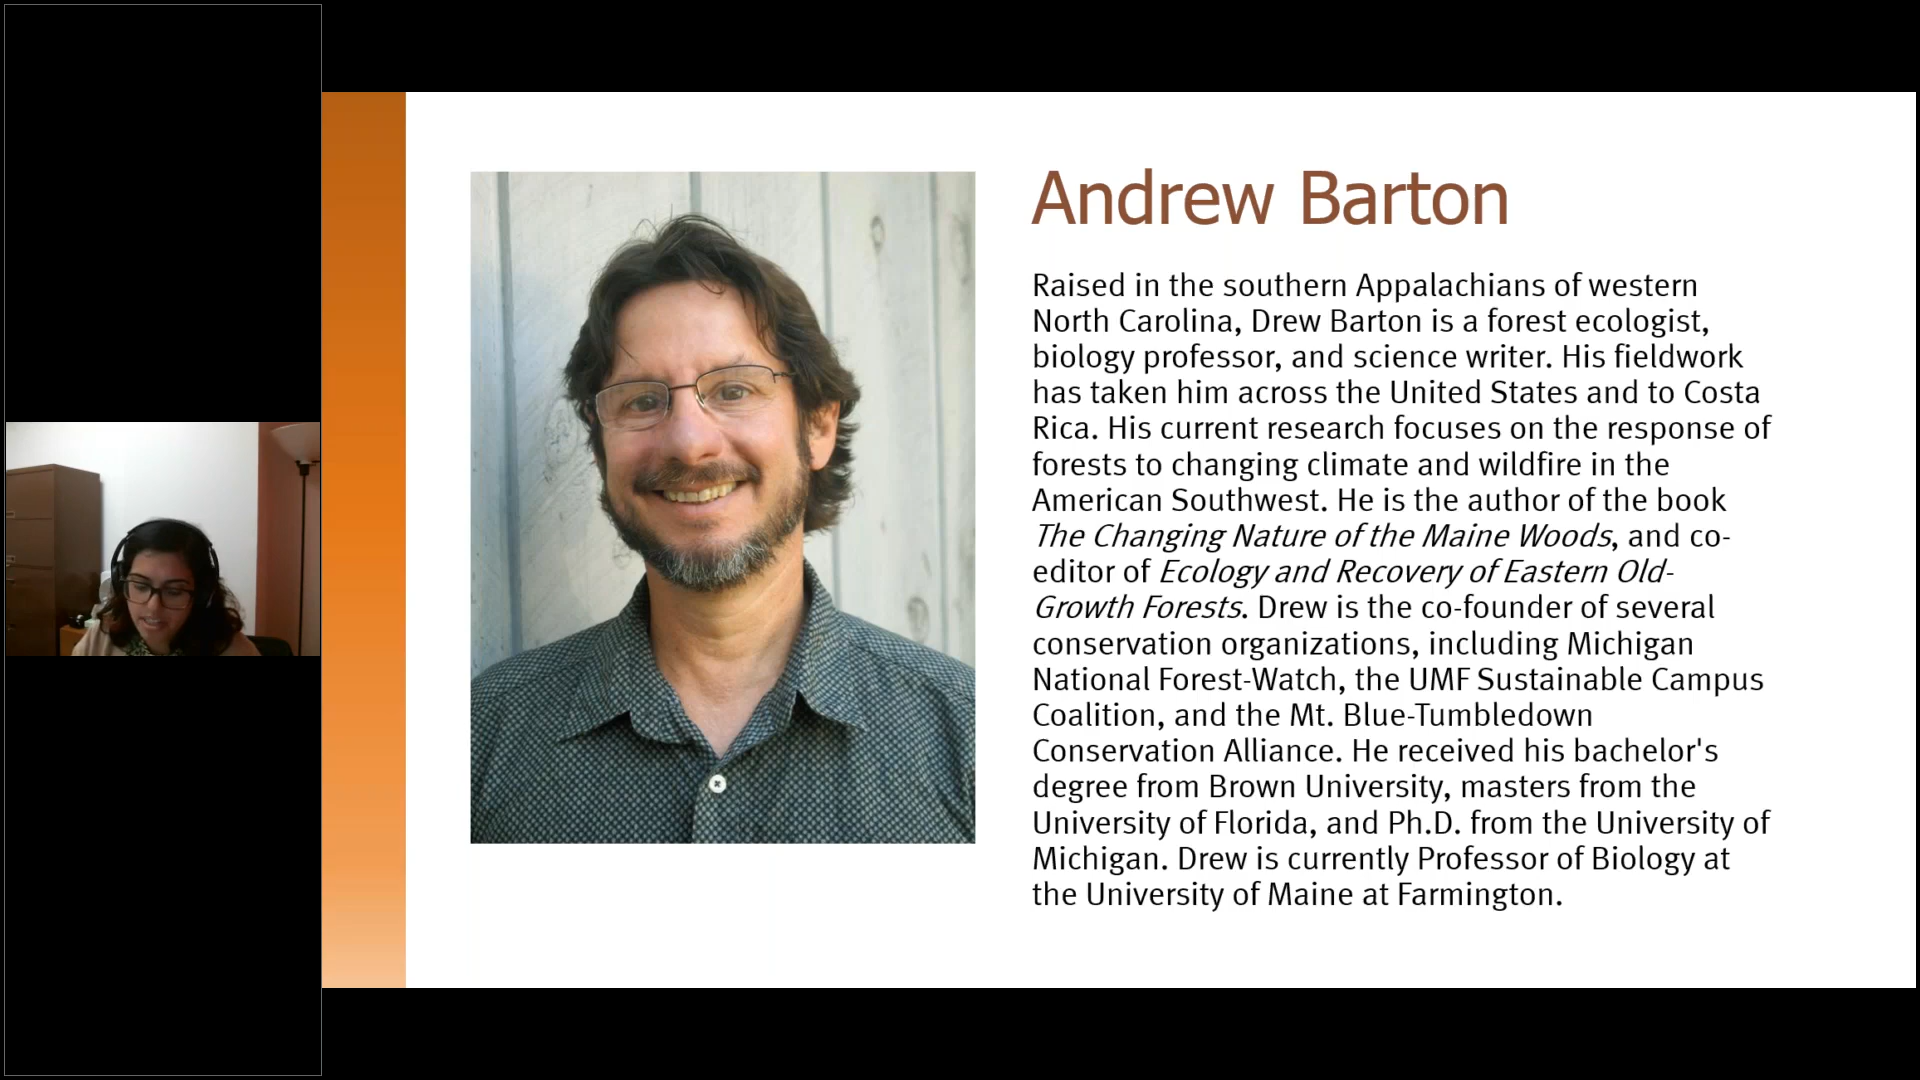 Andrew Barton
Raised in the southern Appalachians of western
North Carolina, Drew Barton is a forest ecologist,
biology professor, and science writer. His fieldwork
has taken him across the United States and to Costa
Rica. His current research focuses on the response of
forests to changing climate and wildfire in the
American Southwest. He is the author of the book
The Changing Nature of the Maine Woods, and co-
editor of Ecology and Recovery of Eastern Old-
Growth Forests. Drew is the co-founder of several
conservation organizations, including Michigan
National Forest-Watch, the UMF Sustainable Campus
Coalition, and the Mt. Blue-Tumbledown
Conservation Alliance. He received his bachelor's
degree from Brown University, masters from the
University of Florida, and Ph.D. from the University of
Michigan. Drew is currently Professor of Biology at
the University of Maine at Farmington.